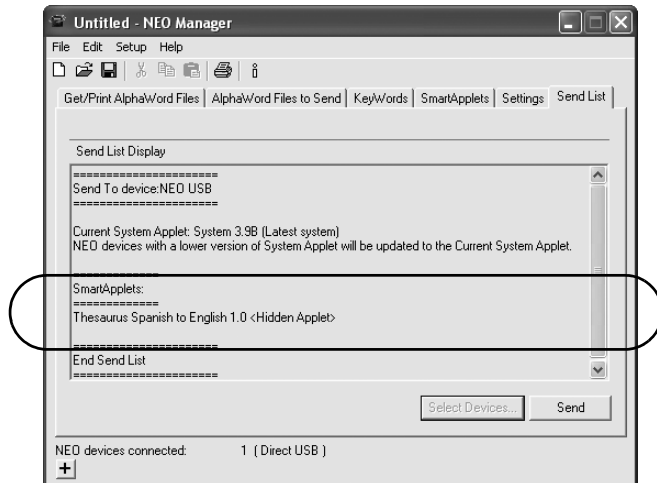 Untitled - NEO Manager
File Edit Setup Help
Get/Print AlphaWord Files AlphaWord Files to Send KeyWords SmartApplets Settings Send List
Send List Display
======================
Send To device:NEO USB
======================
Current System Applet: System 3.9B (Latest system)
NEO devices with a lower version of System Applet will be updated to the Current System Applet.
=============
SmartApplets:
=============
Thesaurus Spanish to English 1.0 <Hidden Applet>
======================
End Send List
======================
Select Devices... Send
NEO devices connected: 1 ( Direct USB )
+